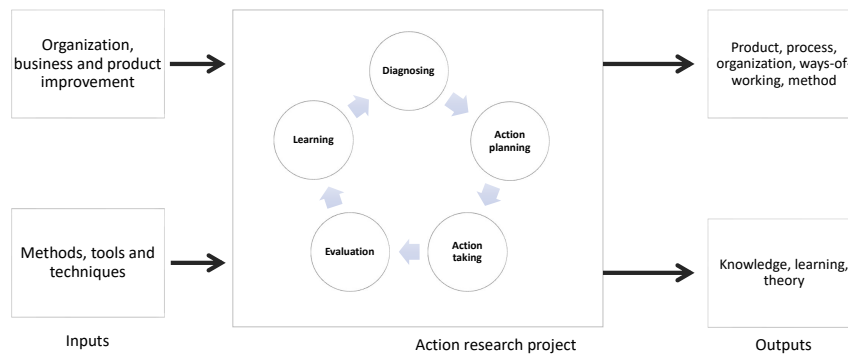 Organization,
business and product
improvement
Methods, tools and
techniques
Inputs
Diagnosing
Action
planning
Action
taking
Evaluation
Learning
Action research project
Product, process,
organization, ways-of-
working, method
Knowledge, learning,
theory
Outputs